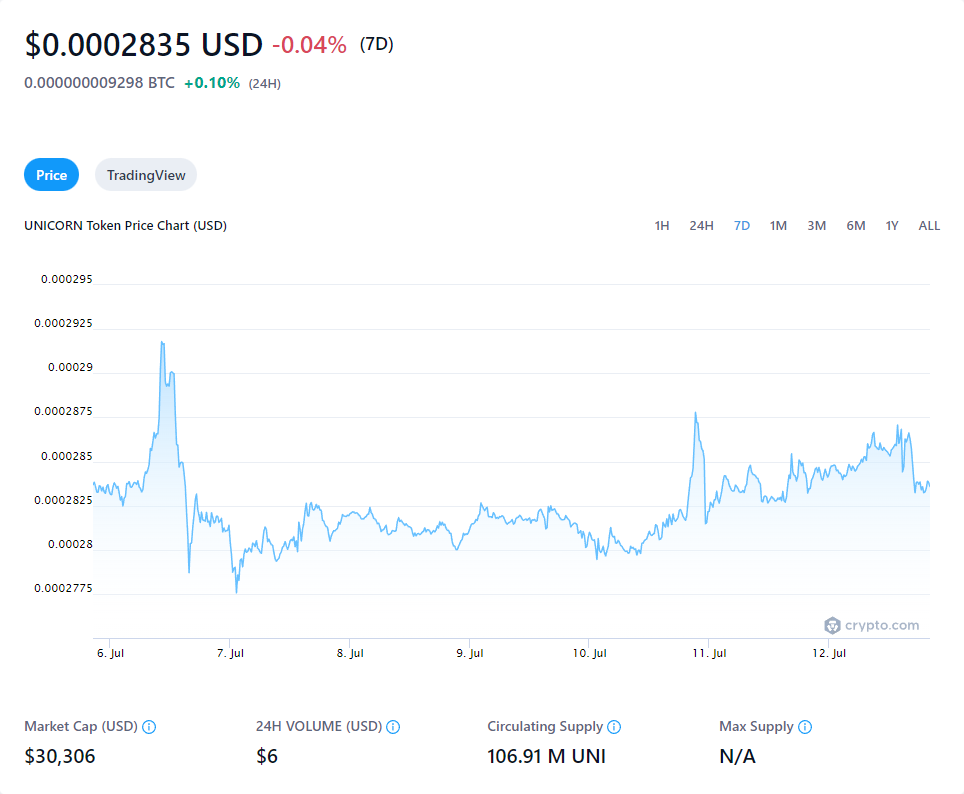 $0.0002835 USD -0.04% (7D)
0.000000009298 BTC +0.10% (24H)
Price TradingView
UNICORN Token Price Chart (USD) 1H 24H 7D 1M 3M 6M 1Y ALL
0.000295
0.0002925
0.00029
0.0002875
0.000285
0.0002825
0.00028
0.0002775
crypto.com
6. Jul 7. Jul 8. Jul 9. Jul 10. Jul 11. Jul 12. Jul
Market Cap (USD) 24H VOLUME (USD) Circulating Supply Max Supply
$30,306 $6 106.91 M UNI N/A